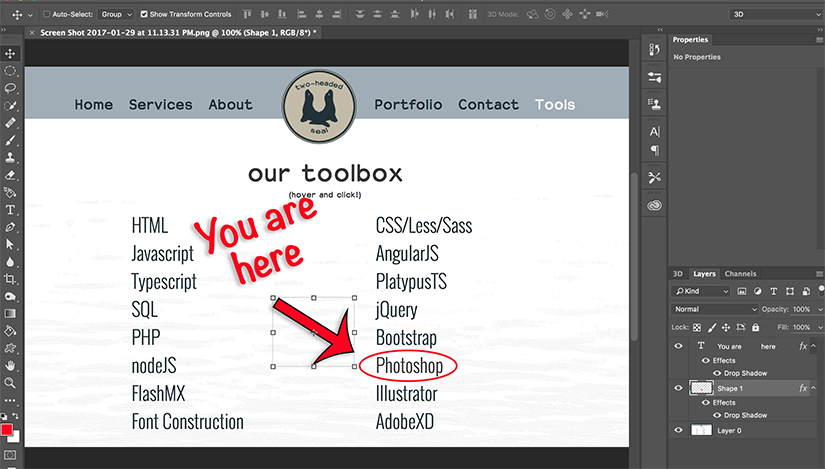 Auto-Select: Group Show Transform Controls 3D Mode: 3D
× Screen Shot 2017-01-29 at 11.13.31 PM.png @ 100% (Shape 1, RGB/8*) *
Properties
No Properties
Home Services About
two-headed
seal
Portfolio Contact Tools
our toolbox
(hover and click!)
You are
here
HTML
Javascript
Typescript
SQL
PHP
nodeJS
FlashMX
Font Construction
CSS/Less/Sass
AngularJS
PlatypusTS
jQuery
Bootstrap
Photoshop
Illustrator
AdobeXD
3D Layers Channels
Kind
Normal Opacity: 100%
Lock: Fill: 100%
T You are here fx
Effects
Drop Shadow
Shape 1 fx
Effects
Drop Shadow
Layer 0